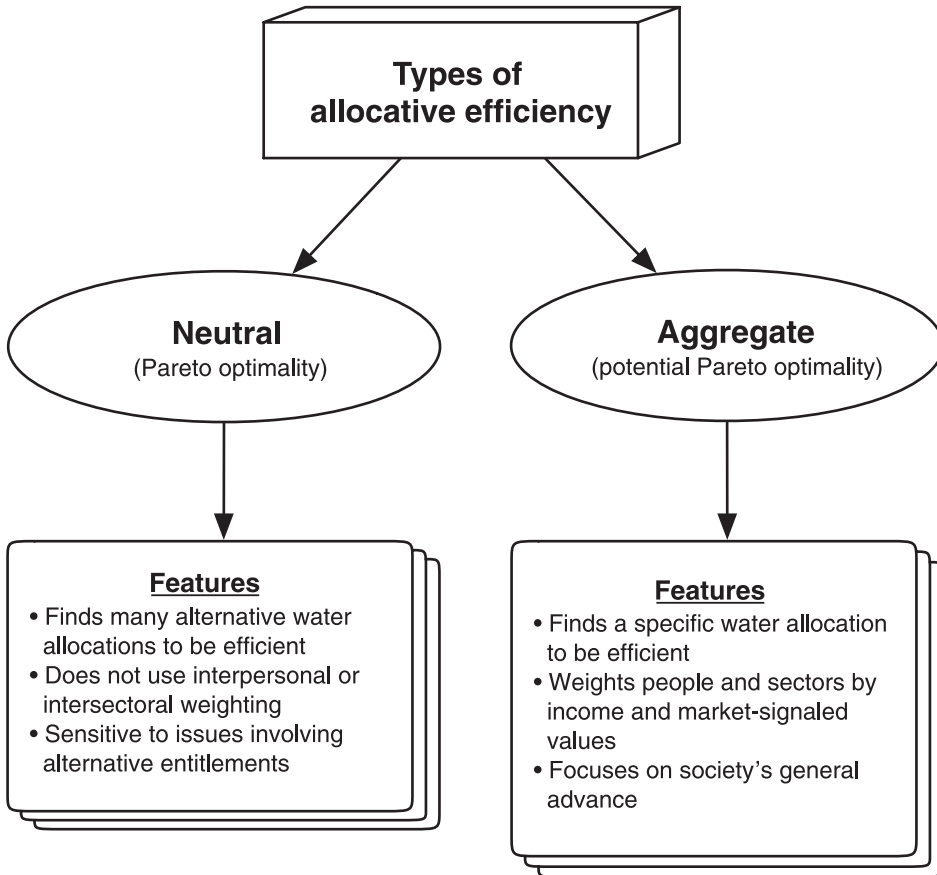 Types of
allocative efficiency
Neutral
(Pareto optimality)
Aggregate
(potential Pareto optimality)
Features
• Finds many alternative water
allocations to be efficient
• Does not use interpersonal or
intersectoral weighting
• Sensitive to issues involving
alternative entitlements
Features
• Finds a specific water allocation
to be efficient
• Weights people and sectors by
income and market-signaled
values
• Focuses on society’s general
advance